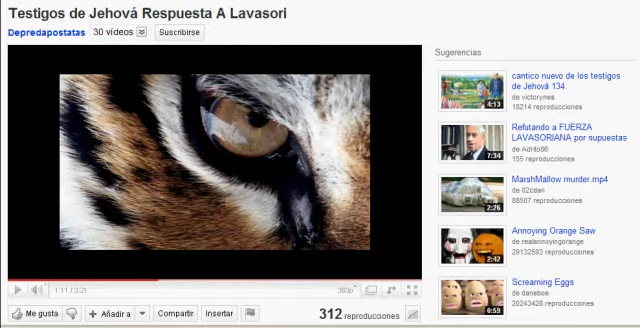 Testigos de Jehová Respuesta A Lavasori
Depredapostatas 30 vídeos Suscribirse
1:11 / 3:21 360p
Me gusta Añadir a Compartir Insertar 312 reproducciones
Sugerencias
4:13
cantico nuevo de los testigos
de Jehová 134.
de victorynea
18214 reproducciones
7:34
Refutando a FUERZA
LAVASORIANA por supuestas
de Adrito86
155 reproducciones
2:26
MarshMallow murder.mp4
de 02cdan
88507 reproducciones
2:42
Annoying Orange Saw
de realannoyingorange
29132593 reproducciones
0:59
Screaming Eggs
de daneboe
20243428 reproducciones